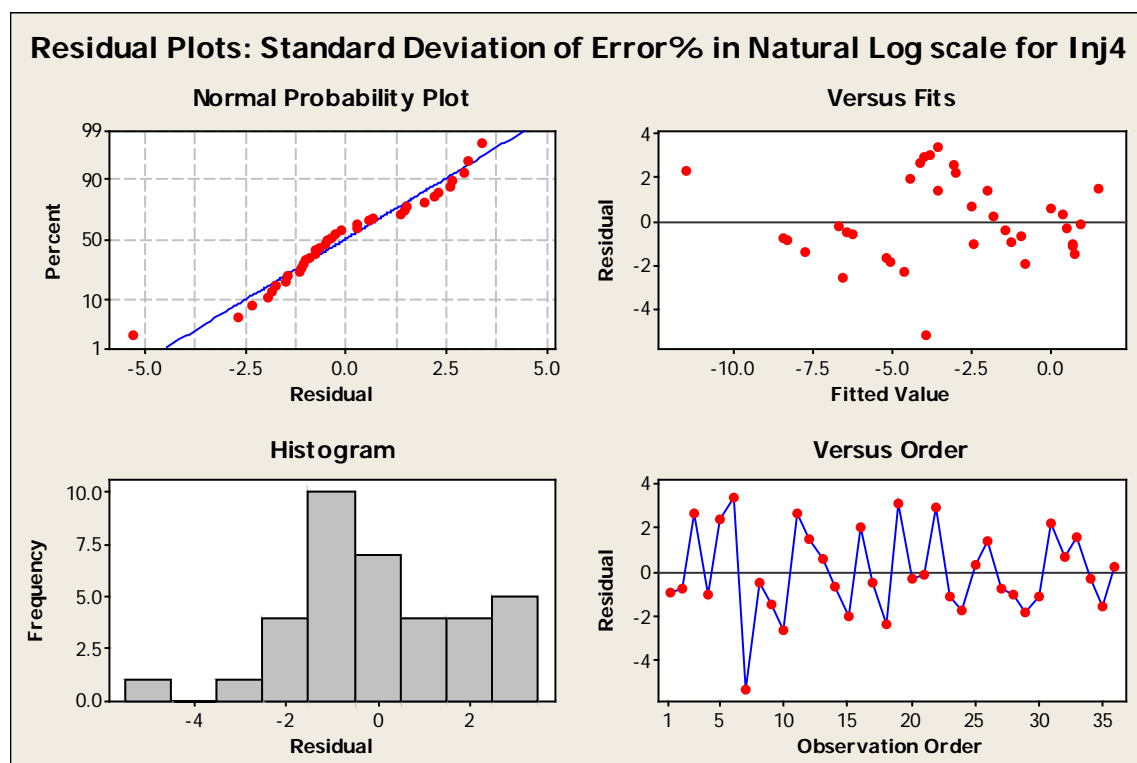 Residual Plots: Standard Deviation of Error% in Natural Log scale for Inj4
Normal Probability Plot
99
90
50
10
1
Percent
-5.0 -2.5 0.0 2.5 5.0
Residual
Versus Fits
4
2
0
-2
-4
Residual
-10.0 -7.5 -5.0 -2.5 0.0
Fitted Value
Histogram
10.0
7.5
5.0
2.5
0.0
Frequency
-4 -2 0 2
Residual
Versus Order
4
2
0
-2
-4
Residual
1 5 10 15 20 25 30 35
Observation Order